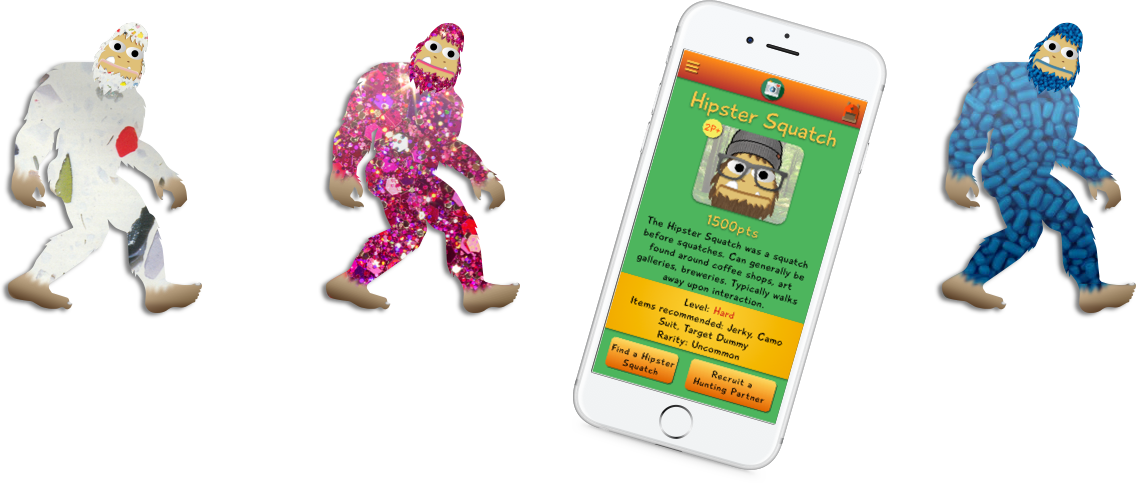 Hipster Squatch
2P+
1500pts
The Hipster Squatch was a squatch
before squatches. Can generally be
found around coffee shops, art
galleries, breweries. Typically walks
away upon interaction.
Level: Hard
Items recommended: Jerky, Camo
Suit, Target Dummy
Rarity: Uncommon
Find a Hipster
Squatch
Recruit a
Hunting Partner